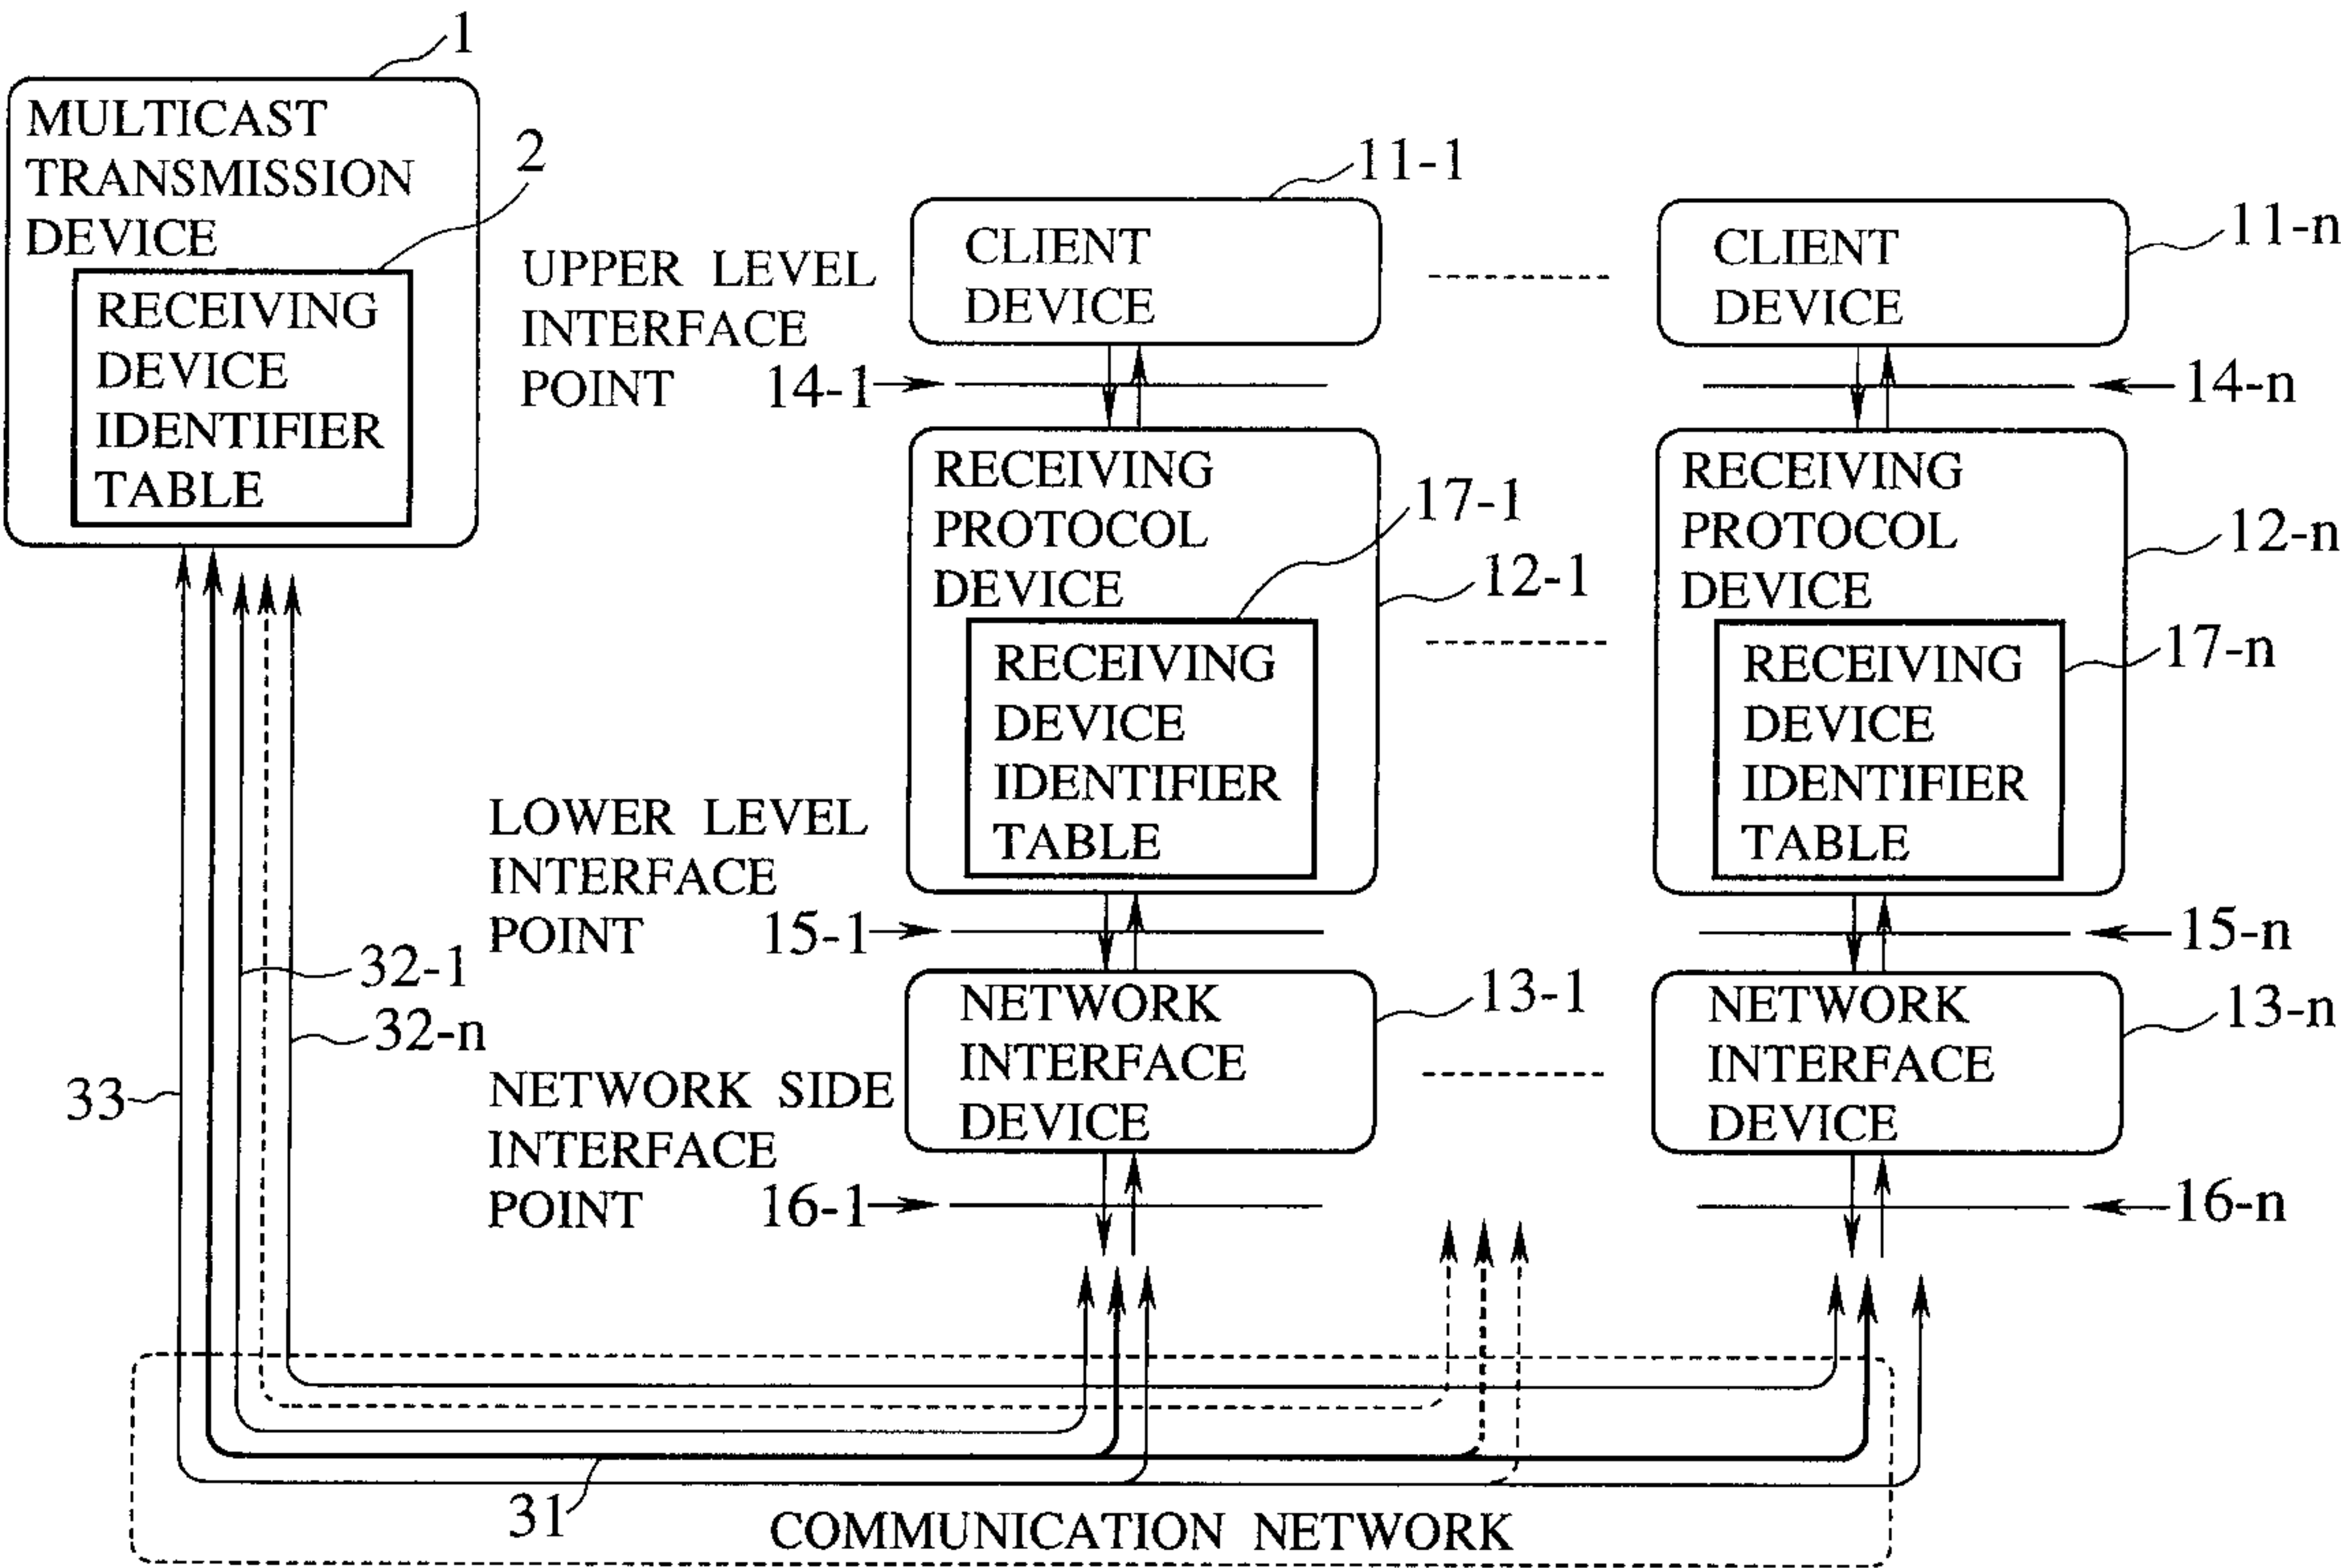 1
MULTICAST
TRANSMISSION
DEVICE
2
RECEIVING
DEVICE
IDENTIFIER
TABLE
UPPER LEVEL
INTERFACE
POINT 14-1
11-1
CLIENT
DEVICE
11-n
CLIENT
DEVICE
14-n
RECEIVING
PROTOCOL
DEVICE
17-1
12-1
RECEIVING
DEVICE
IDENTIFIER
TABLE
RECEIVING
PROTOCOL
DEVICE
12-n
17-n
RECEIVING
DEVICE
IDENTIFIER
TABLE
LOWER LEVEL
INTERFACE
POINT 15-1
15-n
32-1
32-n
33
NETWORK
INTERFACE
DEVICE
13-1
NETWORK
INTERFACE
DEVICE
13-n
NETWORK SIDE
INTERFACE
POINT 16-1
16-n
31
COMMUNICATION NETWORK